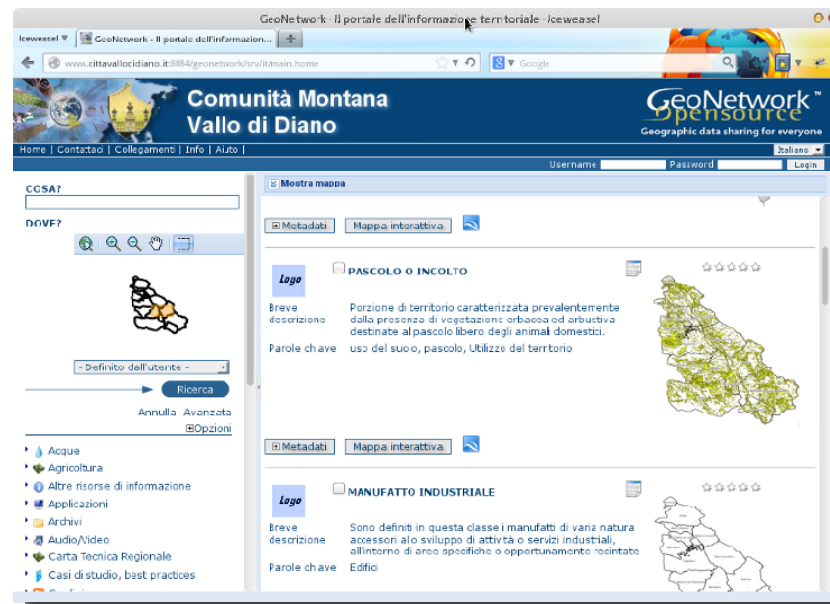 GeoNetwork - Il portale dell'informazione territoriale - Iceweasel
Iceweasel
GeoNetwork - Il portale dell'informazion...
www.cittavallocidiano.it:8084/geonetwork/srv/it/main.home
Google
Comunità Montana
Vallo di Diano
GeoNetwork™
opensource
Geographic data sharing for everyone
Home | Contattaci | Collegamenti | Info | Aiuto |
Italiano
Username
Password
Login
COSA?
DOVE?
- Definito dall'utente -
Ricerca
Annulla Avanzata
Opzioni
Acque
Agricoltura
Altre risorse di informazione
Applicazioni
Archivi
Audio/Video
Carta Tecnica Regionale
Casi di studio, best practices
Mostra mappa
Metadati
Mappa interattiva
Logo
PASCOLO O INCOLTO
Breve descrizione
Porzione di territorio caratterizzata prevalentemente
dalla presenza di vegetazione erbacea ed arbustiva
destinate al pascolo libero degli animali domestici.
Parole chiave
uso del suolo, pascolo, Utilizzo del territorio
Metadati
Mappa interattiva
Logo
MANUFATTO INDUSTRIALE
Breve descrizione
Sono definiti in questa classe i manufatti di varia natura
accessori alo sviluppo di attività o servizi industriali,
all'interno di aree specifiche o opportunamente recintate
Parole chiave
Edifici